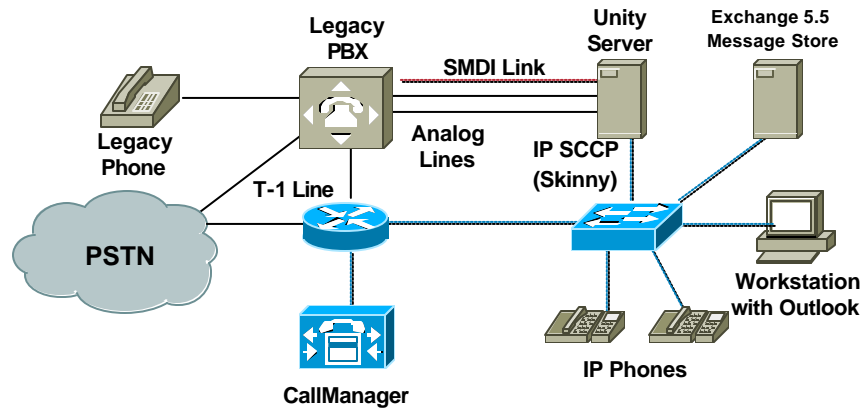 Legacy
PBX
Unity
Server
Exchange 5.5
Message Store
SMDI Link
Legacy
Phone
Analog
Lines
IP SCCP
(Skinny)
T-1 Line
PSTN
Workstation
with Outlook
IP Phones
CallManager